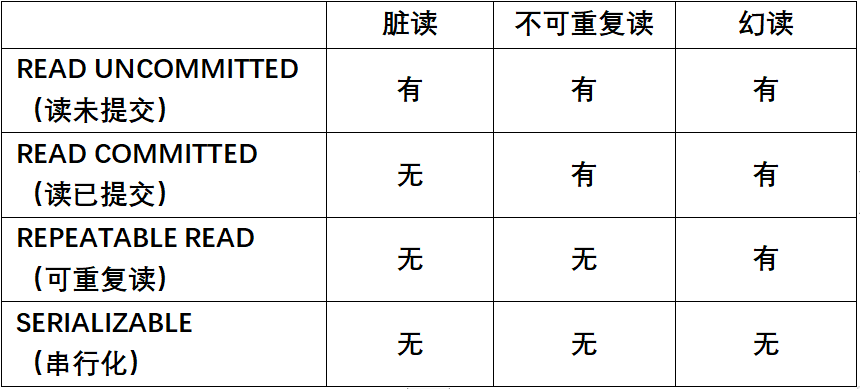 脏读 不可重复读 幻读
READ UNCOMMITTED
（读未提交） 有 有 有
READ COMMITTED
（读已提交） 无 有 有
REPEATABLE READ
（可重复读） 无 无 有
SERIALIZABLE
（串行化） 无 无 无